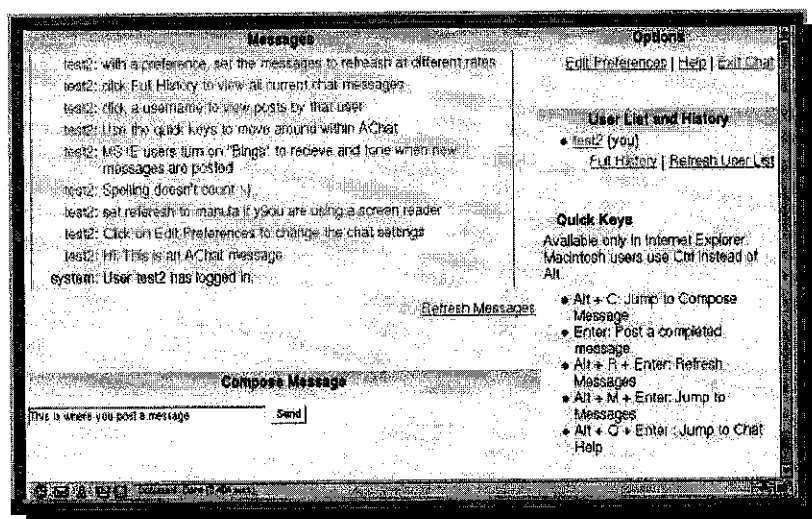 Messages
test2: with a preference, set the messages to refreash at different rates
test2: click Full History to view all current chat messages
test2: click a username to view posts by that user
test2: Use the quick keys to move around within AChat
test2: MS IE users turn on "Bings" to recieve and tone when new
messages are posted
test2: Spelling doesn't count :-)
test2: set referesh to manula if y9ou are using a screen reader
test2: Click on Edit Preferences to change the chat settings
test2: Hi, This is an AChat message
system: User test2 has logged in.
Refresh Messages
Compose Message
This is where you post a message
Send
Options
Edit Preferences | Help | Exit Chat
User List and History
• test2 (you)
Full History | Refresh User List
Quick Keys
Available only in Internet Explorer.
Macintosh users use Ctrl instead of
Alt.
• Alt + C: Jump to Compose
Message
• Enter: Post a completed
message
• Alt + R + Enter: Refresh
Messages
• Alt + M + Enter: Jump to
Messages
• Alt + Q + Enter : Jump to Chat
Help